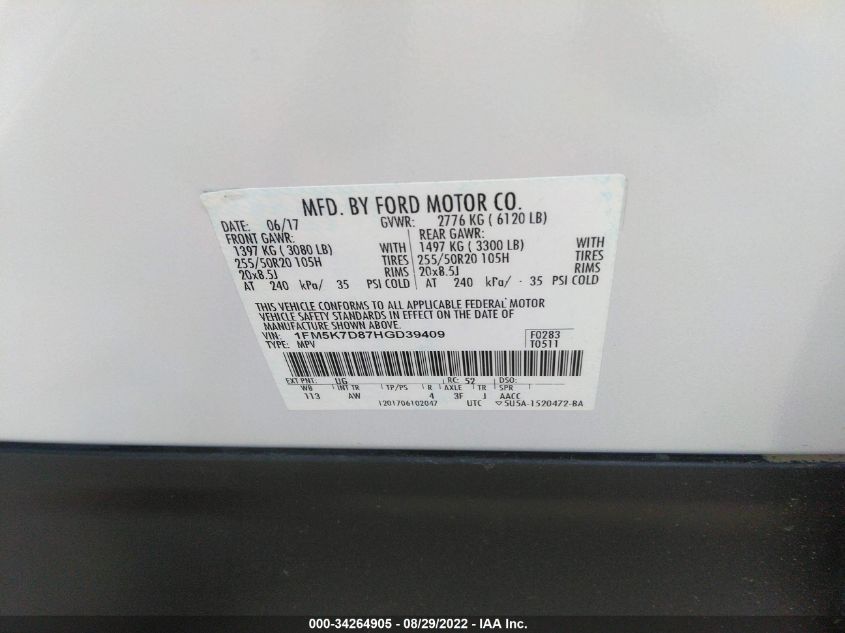 MFD. BY FORD MOTOR CO.
DATE: 06/17 GVWR: 2776 KG ( 6120 LB)
FRONT GAWR: REAR GAWR:
1397 KG ( 3080 LB) WITH 1497 KG ( 3300 LB) WITH
255/50R20 105H TIRES 255/50R20 105H TIRES
20x8.5J RIMS 20x8.5J RIMS
AT 240 kPa/ 35 PSI COLD AT 240 kPa/ 35 PSI COLD
THIS VEHICLE CONFORMS TO ALL APPLICABLE FEDERAL MOTOR
VEHICLE SAFETY STANDARDS IN EFFECT ON THE DATE OF
MANUFACTURE SHOWN ABOVE.
VIN: 1FM5K7D87HGD39409 F0283
TYPE: MPV T0511
EXT PNT: UG RC: 52 DSO:
WB INT TR TP/PS R AXLE TR SPR
113 AW 4 3F J AACC
1201706102047 UTC ▽5U5A-1520472-BA
000-34264905 - 08/29/2022 - IAA Inc.